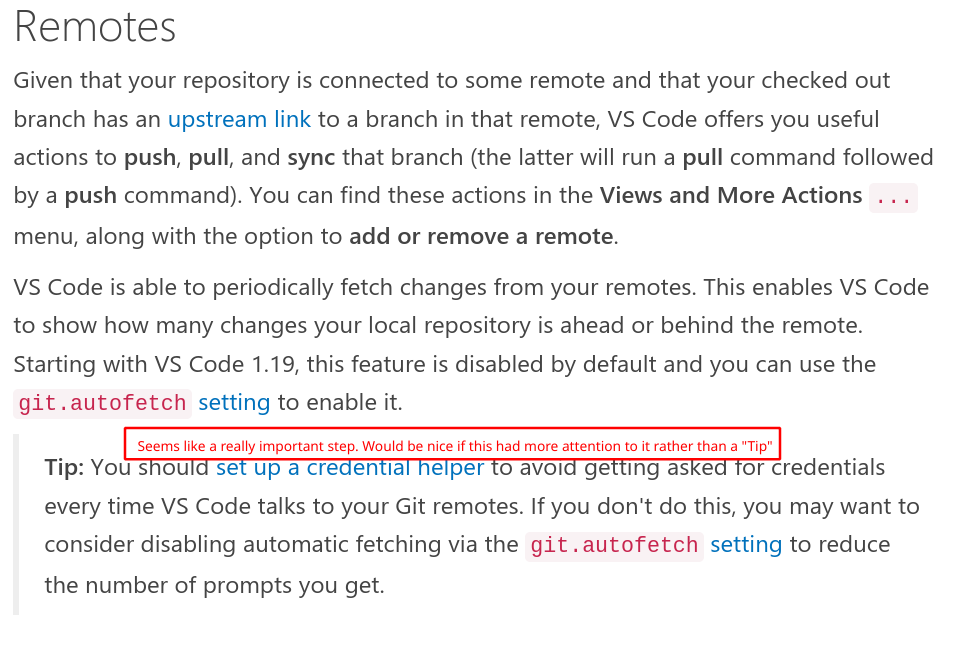 Remotes
Given that your repository is connected to some remote and that your checked out
branch has an upstream link to a branch in that remote, VS Code offers you useful
actions to push, pull, and sync that branch (the latter will run a pull command followed
by a push command). You can find these actions in the Views and More Actions ...
menu, along with the option to add or remove a remote.
VS Code is able to periodically fetch changes from your remotes. This enables VS Code
to show how many changes your local repository is ahead or behind the remote.
Starting with VS Code 1.19, this feature is disabled by default and you can use the
git.autofetch setting to enable it.
Seems like a really important step. Would be nice if this had more attention to it rather than a "Tip"
Tip: You should set up a credential helper to avoid getting asked for credentials
every time VS Code talks to your Git remotes. If you don't do this, you may want to
consider disabling automatic fetching via the git.autofetch setting to reduce
the number of prompts you get.